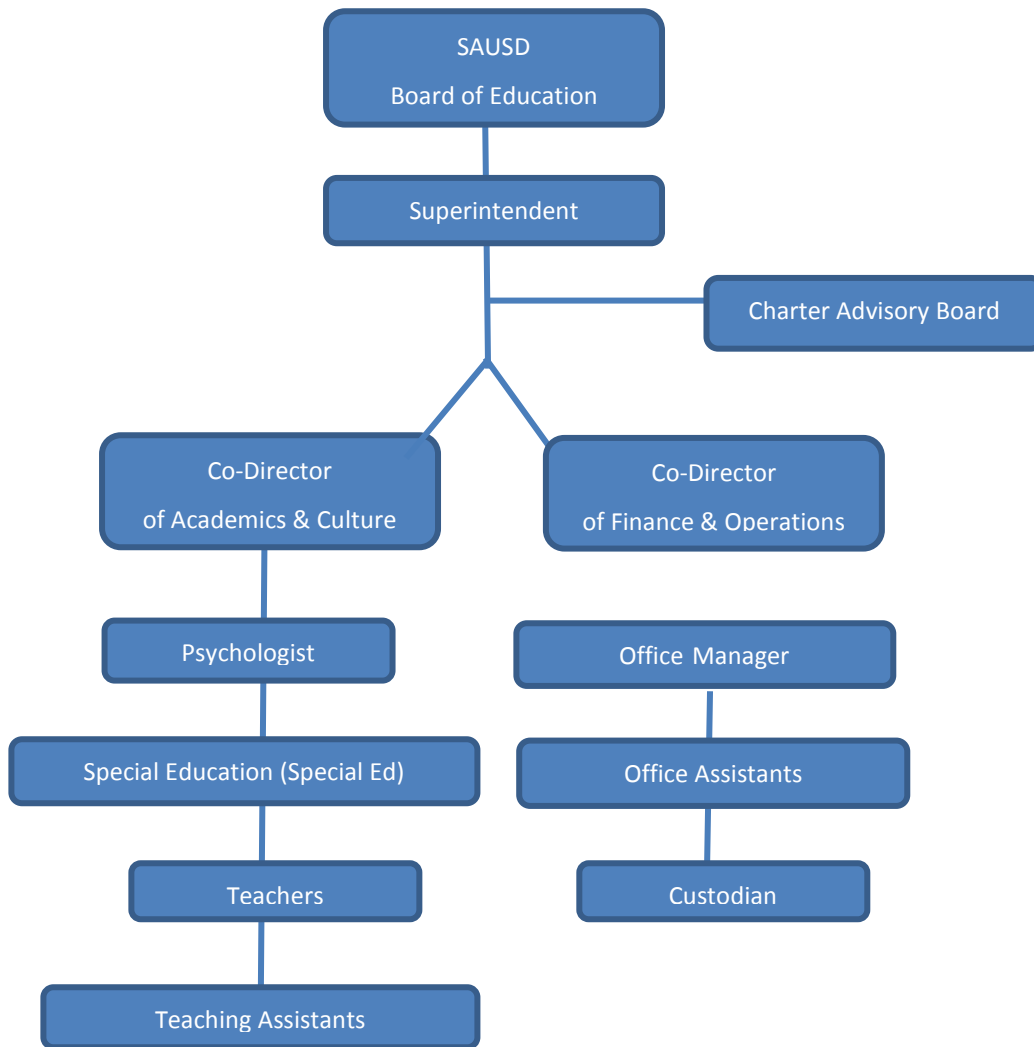 SAUSD
Board of Education
Superintendent
Charter Advisory Board
Co-Director
of Academics & Culture
Co-Director
of Finance & Operations
Psychologist
Office Manager
Special Education (Special Ed)
Office Assistants
Teachers
Custodian
Teaching Assistants